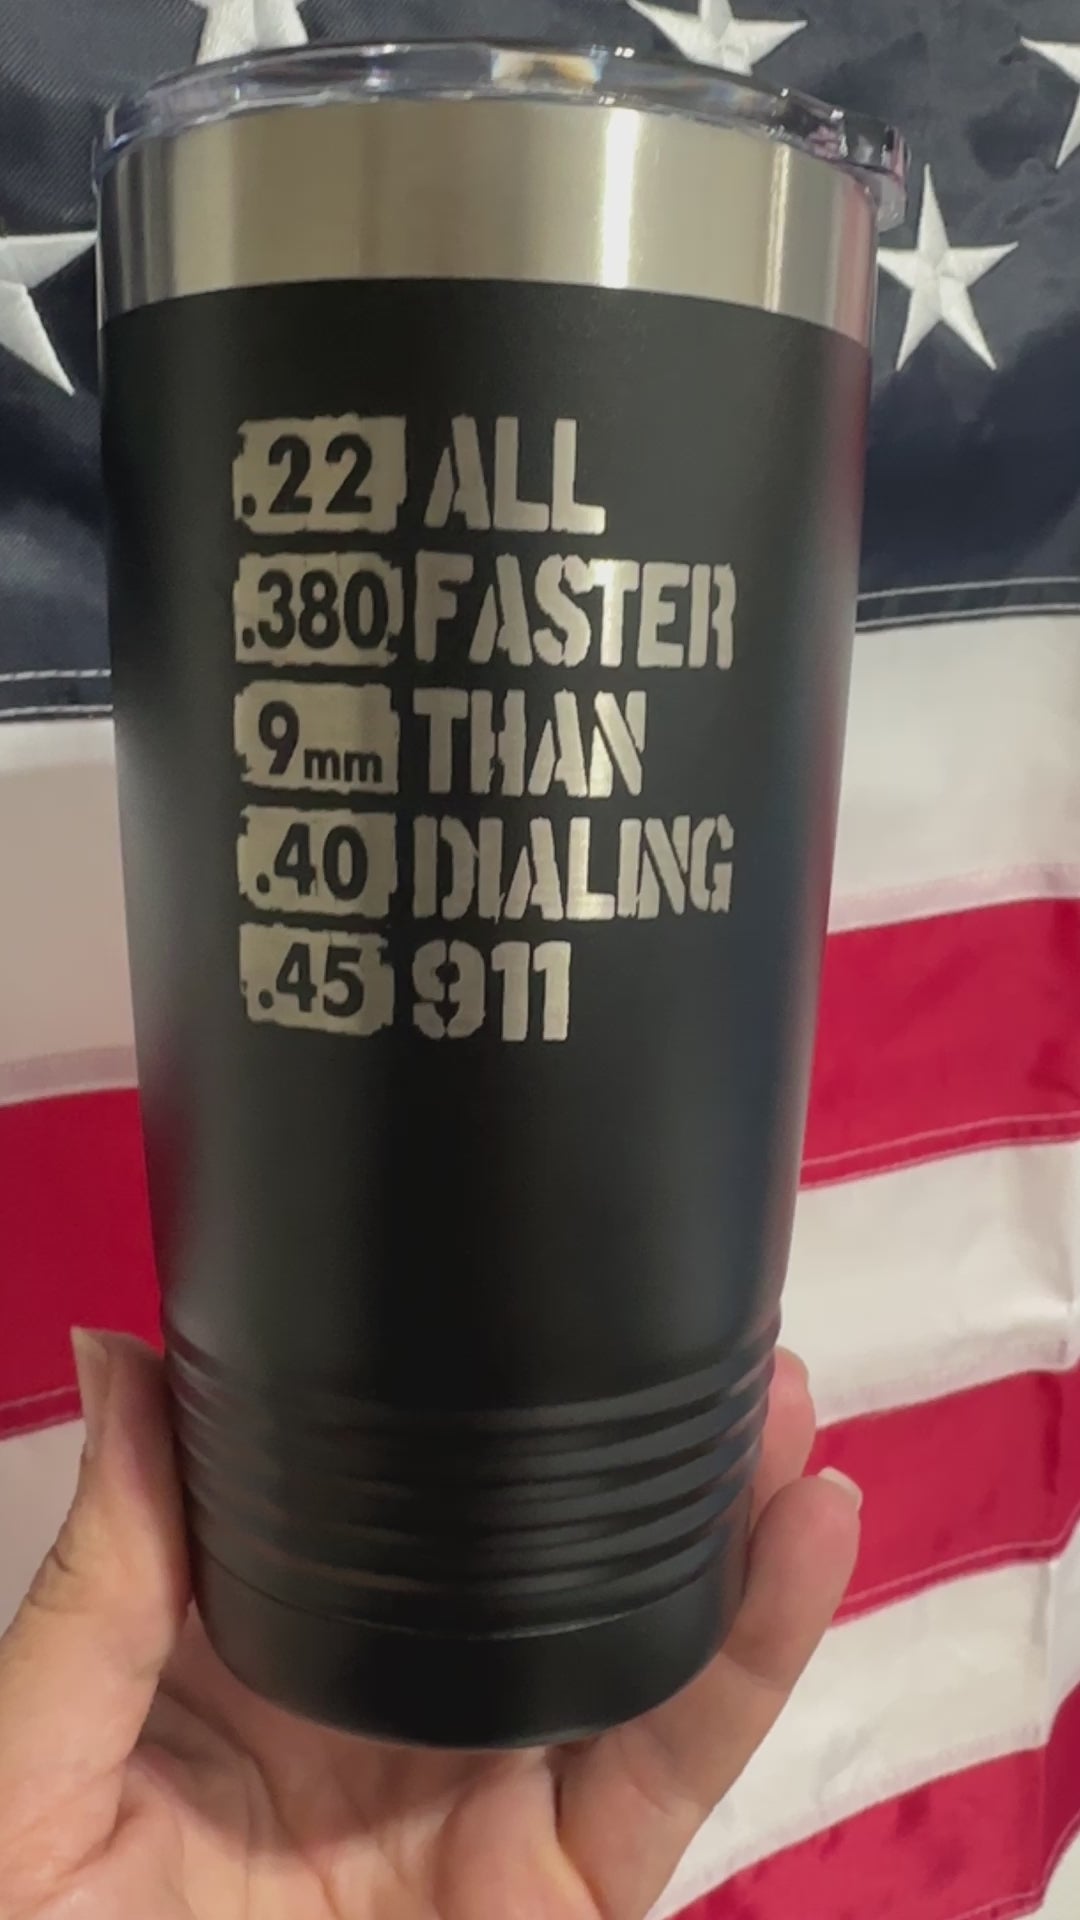 .22 ALL
.380 FASTER
9mm THAN
.40 DIALING
.45 911